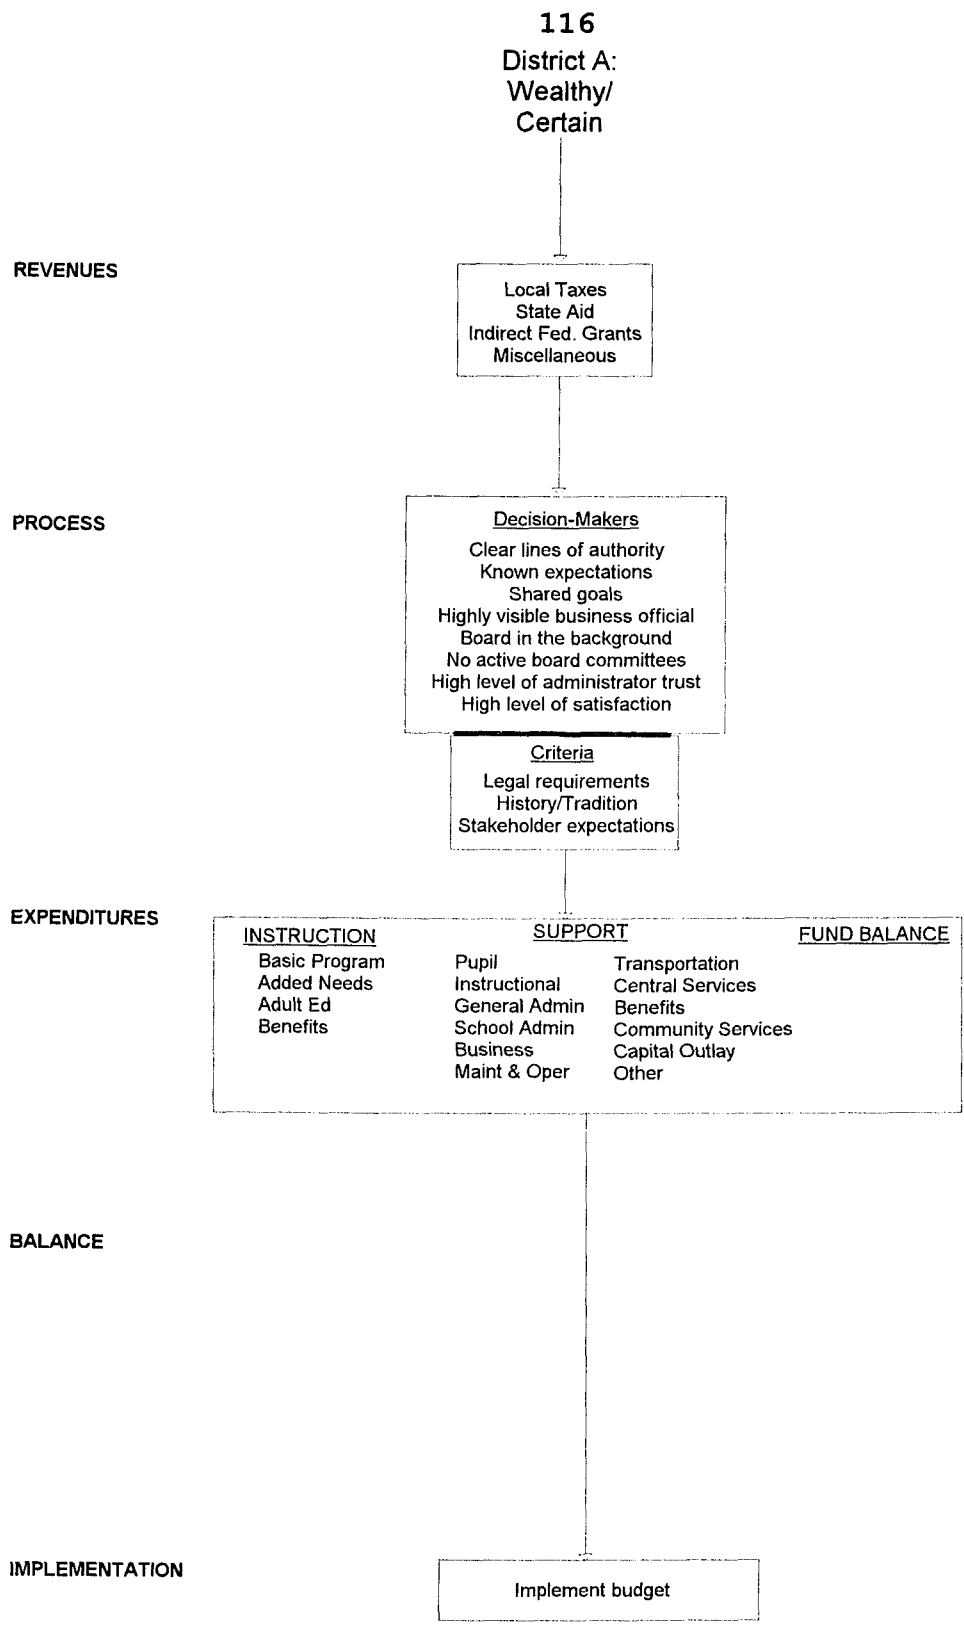 116
District A:
Wealthy/
Certain
REVENUES
Local Taxes
State Aid
Indirect Fed. Grants
Miscellaneous
PROCESS
Decision-Makers
Clear lines of authority
Known expectations
Shared goals
Highly visible business official
Board in the background
No active board committees
High level of administrator trust
High level of satisfaction
Criteria
Legal requirements
History/Tradition
Stakeholder expectations
EXPENDITURES
INSTRUCTION
Basic Program
Added Needs
Adult Ed
Benefits
SUPPORT
Pupil
Instructional
General Admin
School Admin
Business
Maint & Oper
Transportation
Central Services
Benefits
Community Services
Capital Outlay
Other
FUND BALANCE
BALANCE
IMPLEMENTATION
Implement budget